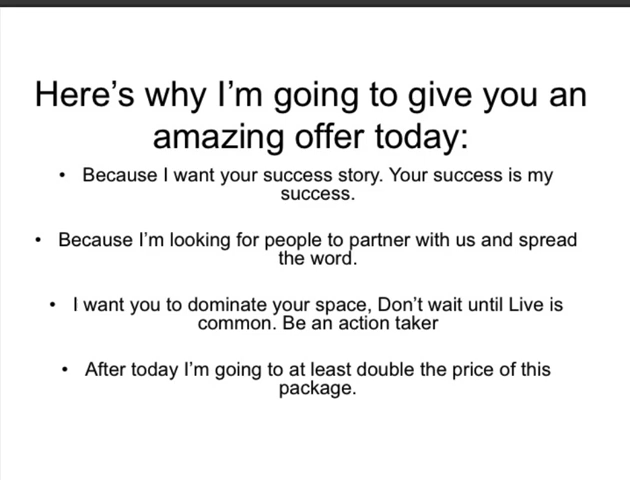 Here's why I'm going to give you an
amazing offer today:
• Because I want your success story. Your success is my
success.
• Because I'm looking for people to partner with us and spread
the word.
• I want you to dominate your space, Don't wait until Live is
common. Be an action taker
• After today I'm going to at least double the price of this
package.